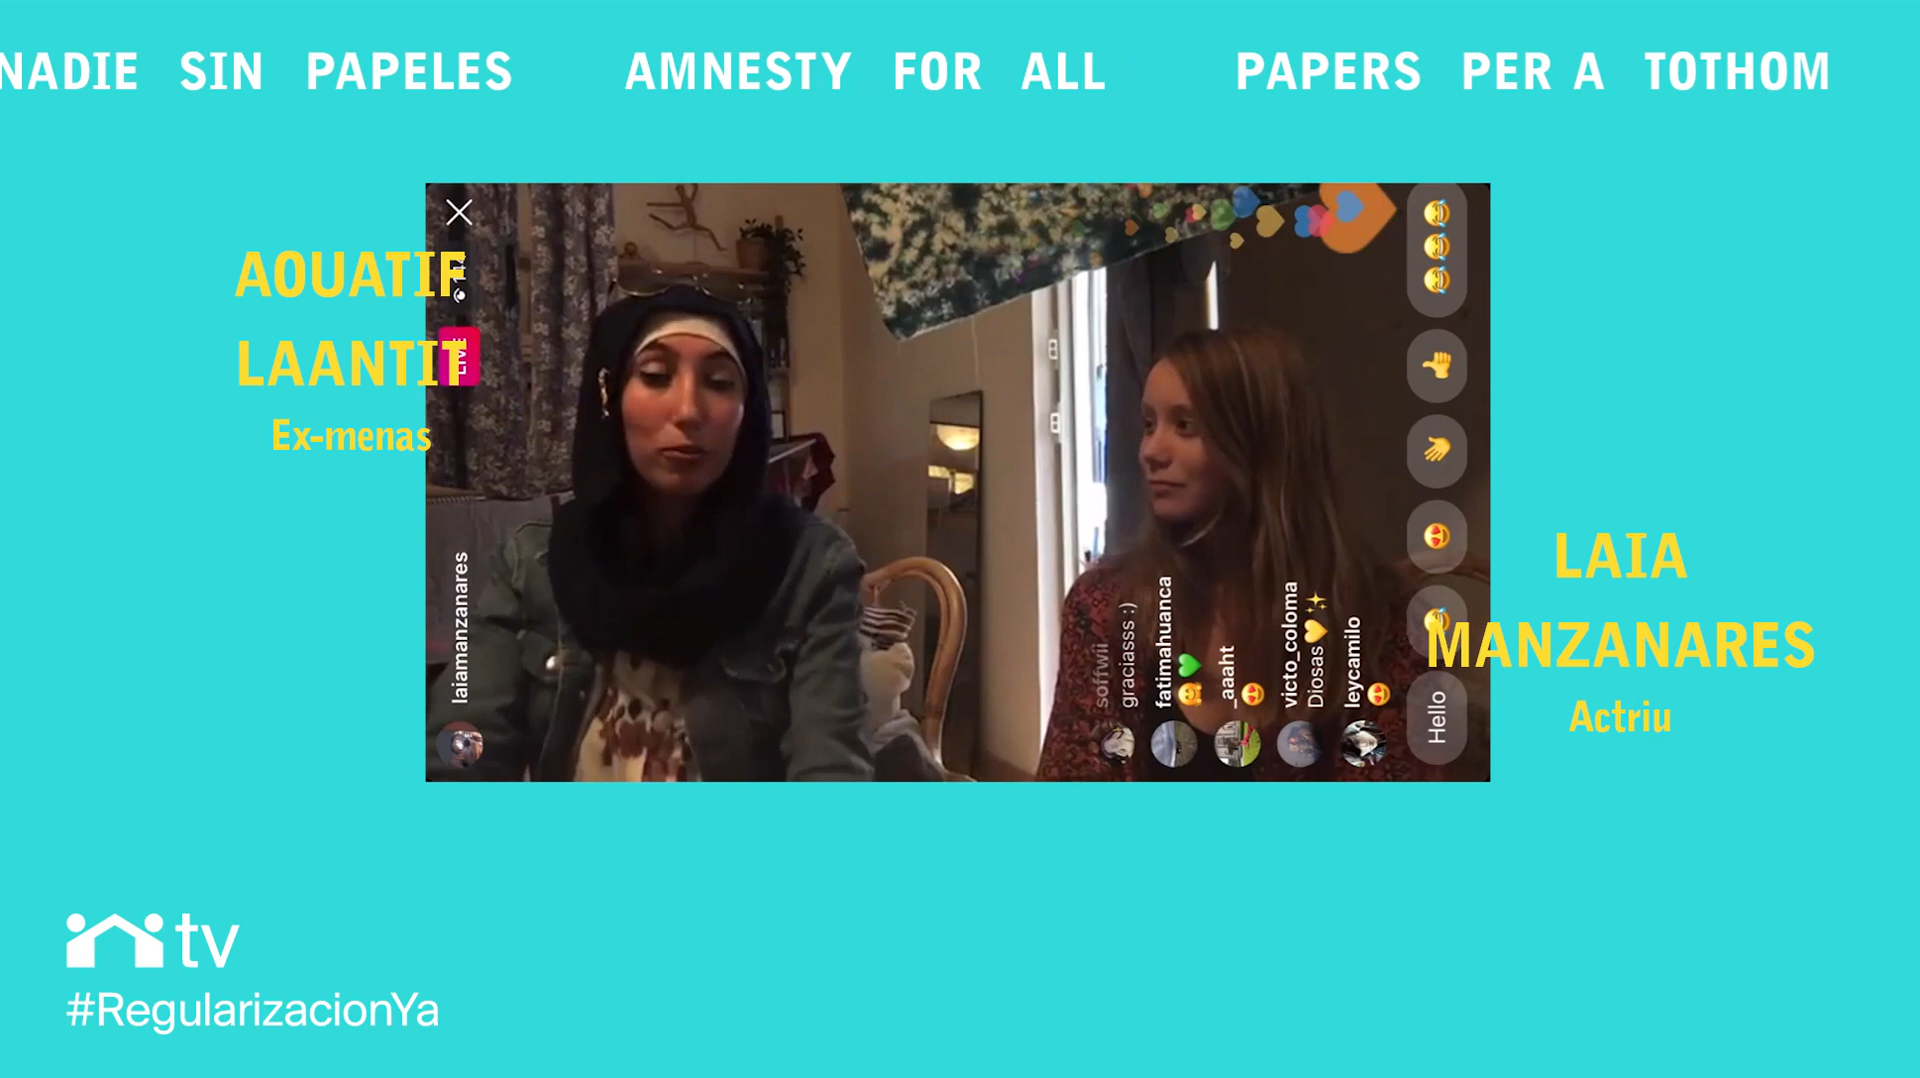 NADIE SIN PAPELES AMNESTY FOR ALL PAPERS PER A TOTHOM
AOUATIF
LAANTIT
Ex-menas
LIVE
laiamanzanares
soffwii
graciasss :)
fatimahuanca
💚
🤗
_aaaht
😍
victo_coloma
Diosas 💛✨
leycamilo
😍
Hello
LAIA
MANZANARES
Actriu
tv
#RegularizacionYa